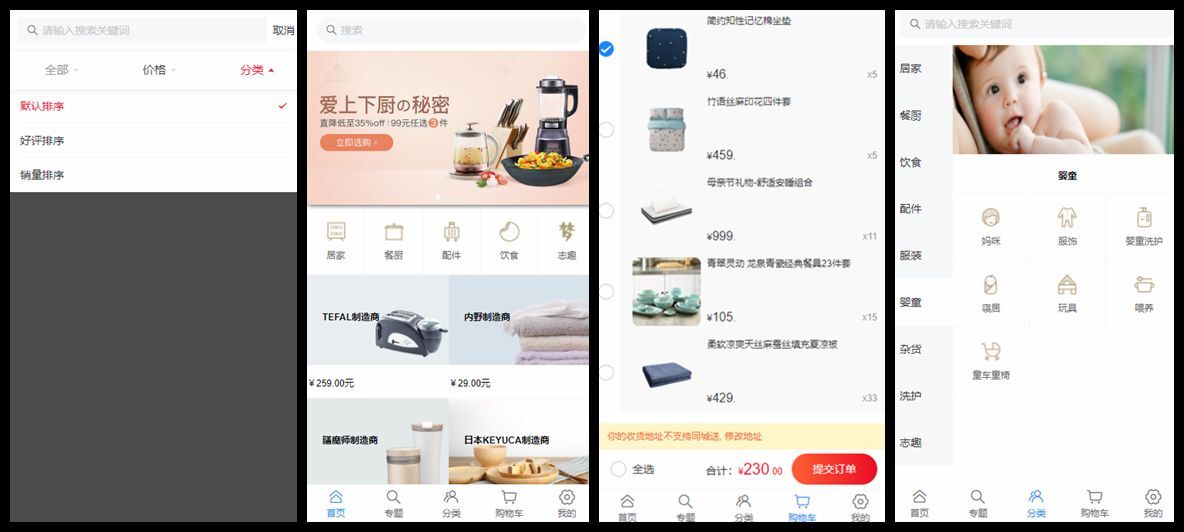 请输入搜索关键词
取消
全部
价格
分类
默认排序
好评排序
销量排序
搜索
爱上下厨の秘密
直降低至35%off | 99元任选3件
立即选购 >
居家
餐厨
配件
饮食
志趣
TEFAL制造商
内野制造商
¥ 259.00元
¥ 29.00元
膳魔师制造商
日本KEYUCA制造商
首页
专题
分类
购物车
我的
简约知性记忆棉坐垫
¥46.
x5
竹语丝麻印花四件套
¥459.
x5
母亲节礼物-舒适安睡组合
¥999.
x11
青翠灵动 龙泉青瓷经典餐具23件套
¥105.
x15
柔软凉爽天丝麻蚕丝填充夏凉被
¥429.
x33
你的收货地址不支持同城送, 修改地址
全选
合计：¥230.00
提交订单
首页
专题
分类
购物车
我的
请输入搜索关键词
居家
餐厨
饮食
配件
服装
婴童
杂货
洗护
志趣
婴童
妈咪
服饰
婴童洗护
寝居
玩具
喂养
童车童椅
首页
专题
分类
购物车
我的